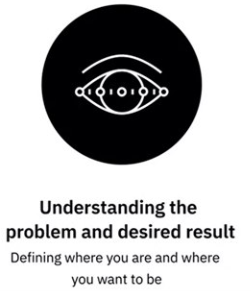 Understanding the
problem and desired result
Defining where you are and where
you want to be